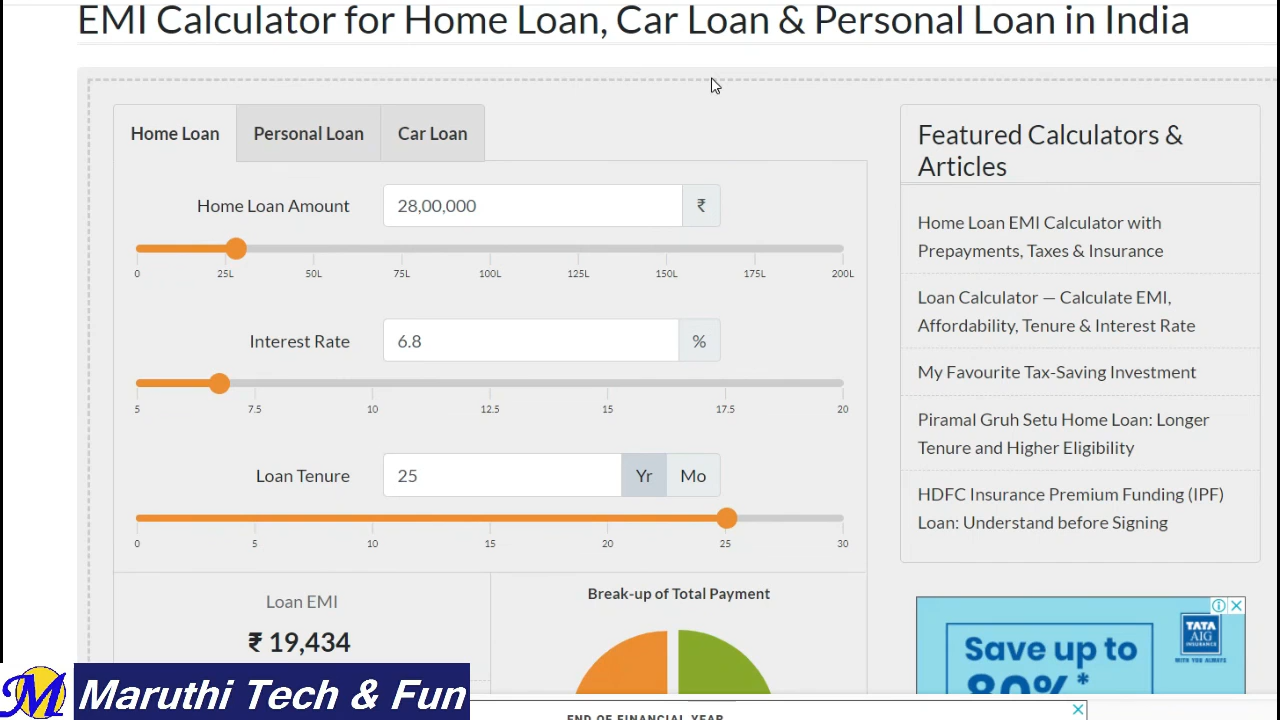 EMI Calculator for Home Loan, Car Loan & Personal Loan in India
Home Loan
Personal Loan
Car Loan
Home Loan Amount
28,00,000
₹
0
25L
50L
75L
100L
125L
150L
175L
200L
Interest Rate
6.8
%
5
7.5
10
12.5
15
17.5
20
Loan Tenure
25
Yr
Mo
0
5
10
15
20
25
30
Loan EMI
₹ 19,434
Break-up of Total Payment
Featured Calculators &
Articles
Home Loan EMI Calculator with
Prepayments, Taxes & Insurance
Loan Calculator — Calculate EMI,
Affordability, Tenure & Interest Rate
My Favourite Tax-Saving Investment
Piramal Gruh Setu Home Loan: Longer
Tenure and Higher Eligibility
HDFC Insurance Premium Funding (IPF)
Loan: Understand before Signing
Save up to
80%*
TATA
AIG
INSURANCE
WITH YOU ALWAYS
M
Maruthi Tech & Fun
END OF FINANCIAL YEAR